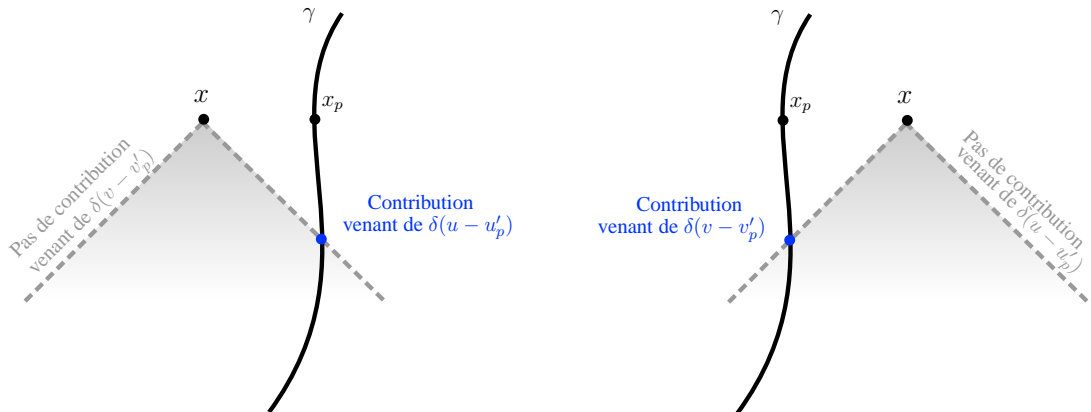 γ
x
x_p
Pas de contribution
venant de δ(v − v′_p)
Contribution
venant de δ(u − u′_p)
γ
x_p
x
Contribution
venant de δ(v − v′_p)
Pas de contribution
venant de δ(u − u′_p)